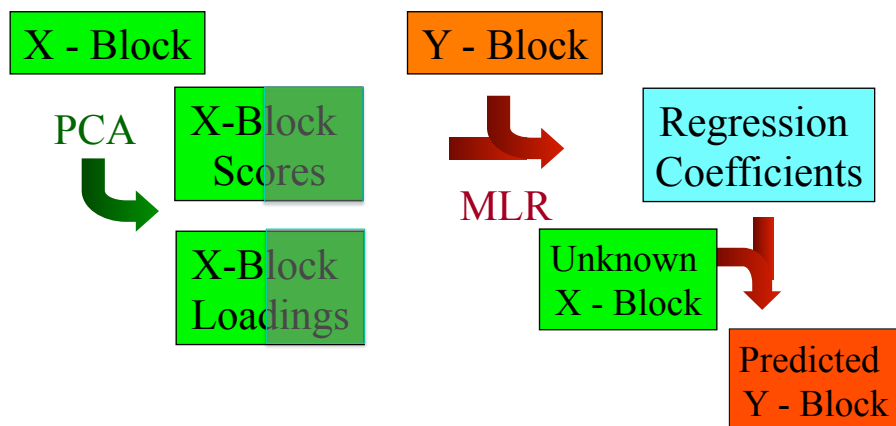 X - Block
Y - Block
PCA
X-Block
Scores
MLR
Regression
Coefficients
X-Block
Loadings
Unknown
X - Block
Predicted
Y - Block